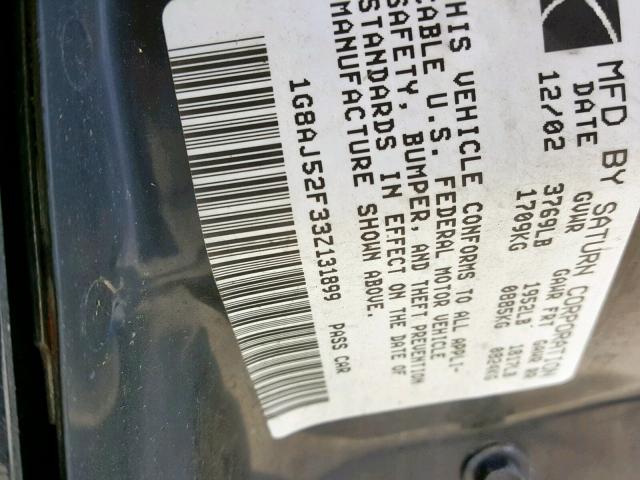 MFD BY SATURN CORPORATION
DATE GVWR GAWR FRT GAWR RR
12/02 3769LB 1952LB 1817LB
1709KG 0885KG 0824KG
THIS VEHICLE CONFORMS TO ALL APPLI-
CABLE U.S. FEDERAL MOTOR VEHICLE
SAFETY, BUMPER, AND THEFT PREVENTION
STANDARDS IN EFFECT ON THE DATE OF
MANUFACTURE SHOWN ABOVE.
1G8AJ52F33Z131899 PASS CAR